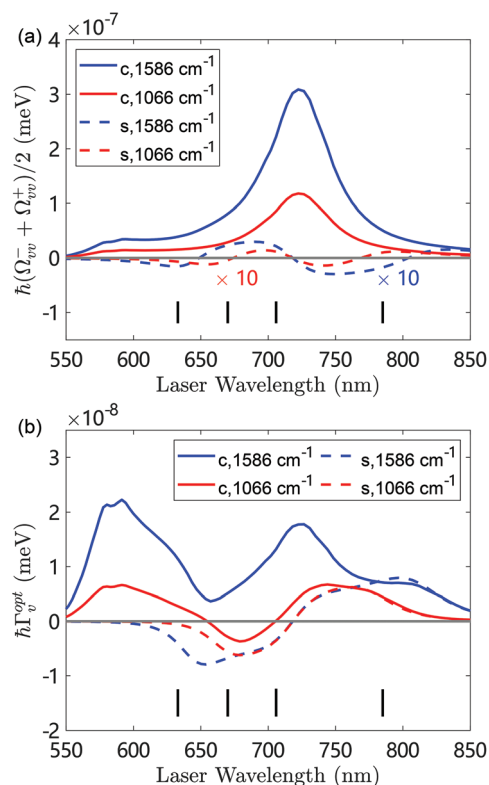 (a)
×10⁻⁷
4
3
2
1
0
-1
c,1586 cm⁻¹
c,1066 cm⁻¹
s,1586 cm⁻¹
s,1066 cm⁻¹
× 10
× 10
ħ(Ω⁻ᵥᵥ + Ω⁺ᵥᵥ)/2 (meV)
550 600 650 700 750 800 850
Laser Wavelength (nm)
(b)
×10⁻⁸
4
3
2
1
0
-1
-2
c,1586 cm⁻¹ s,1586 cm⁻¹
c,1066 cm⁻¹ s,1066 cm⁻¹
ħΓᵥᵒᵖᵗ (meV)
550 600 650 700 750 800 850
Laser Wavelength (nm)